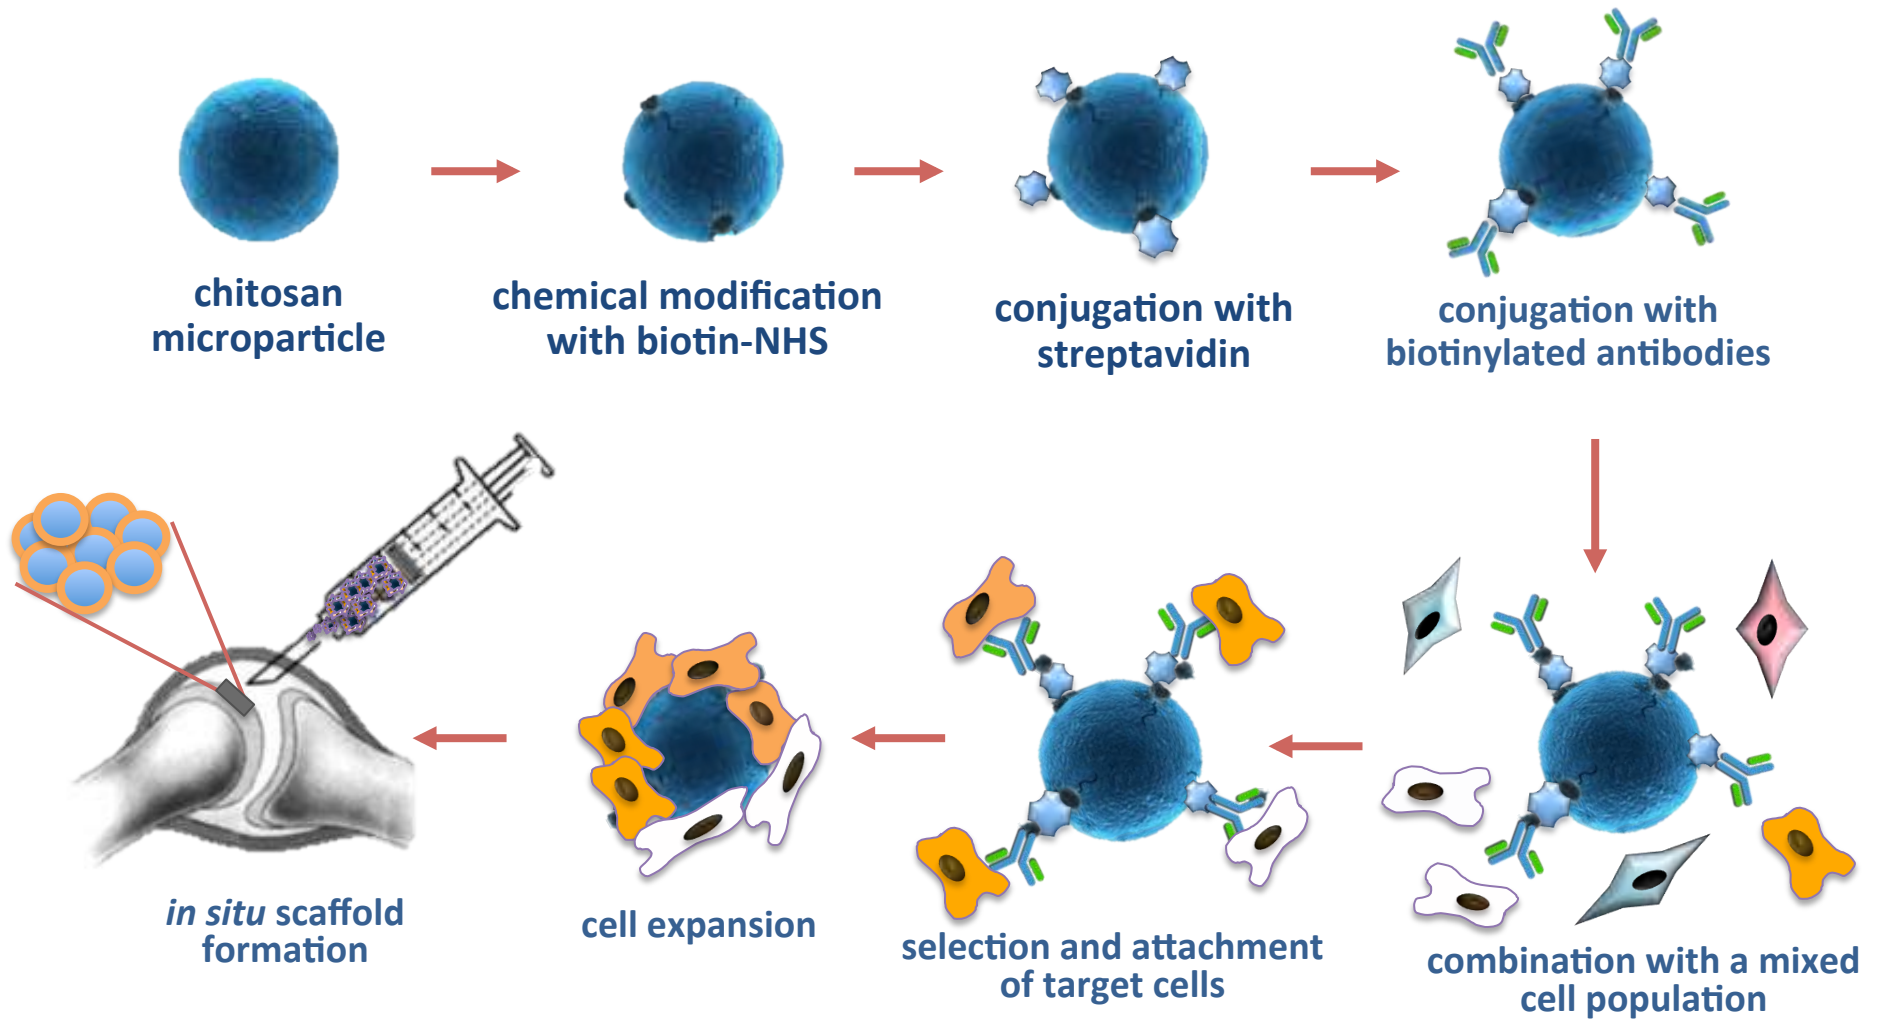 chitosan
microparticle
chemical modification
with biotin-NHS
conjugation with
streptavidin
conjugation with
biotinylated antibodies
in situ scaffold
formation
cell expansion
selection and attachment
of target cells
combination with a mixed
cell population